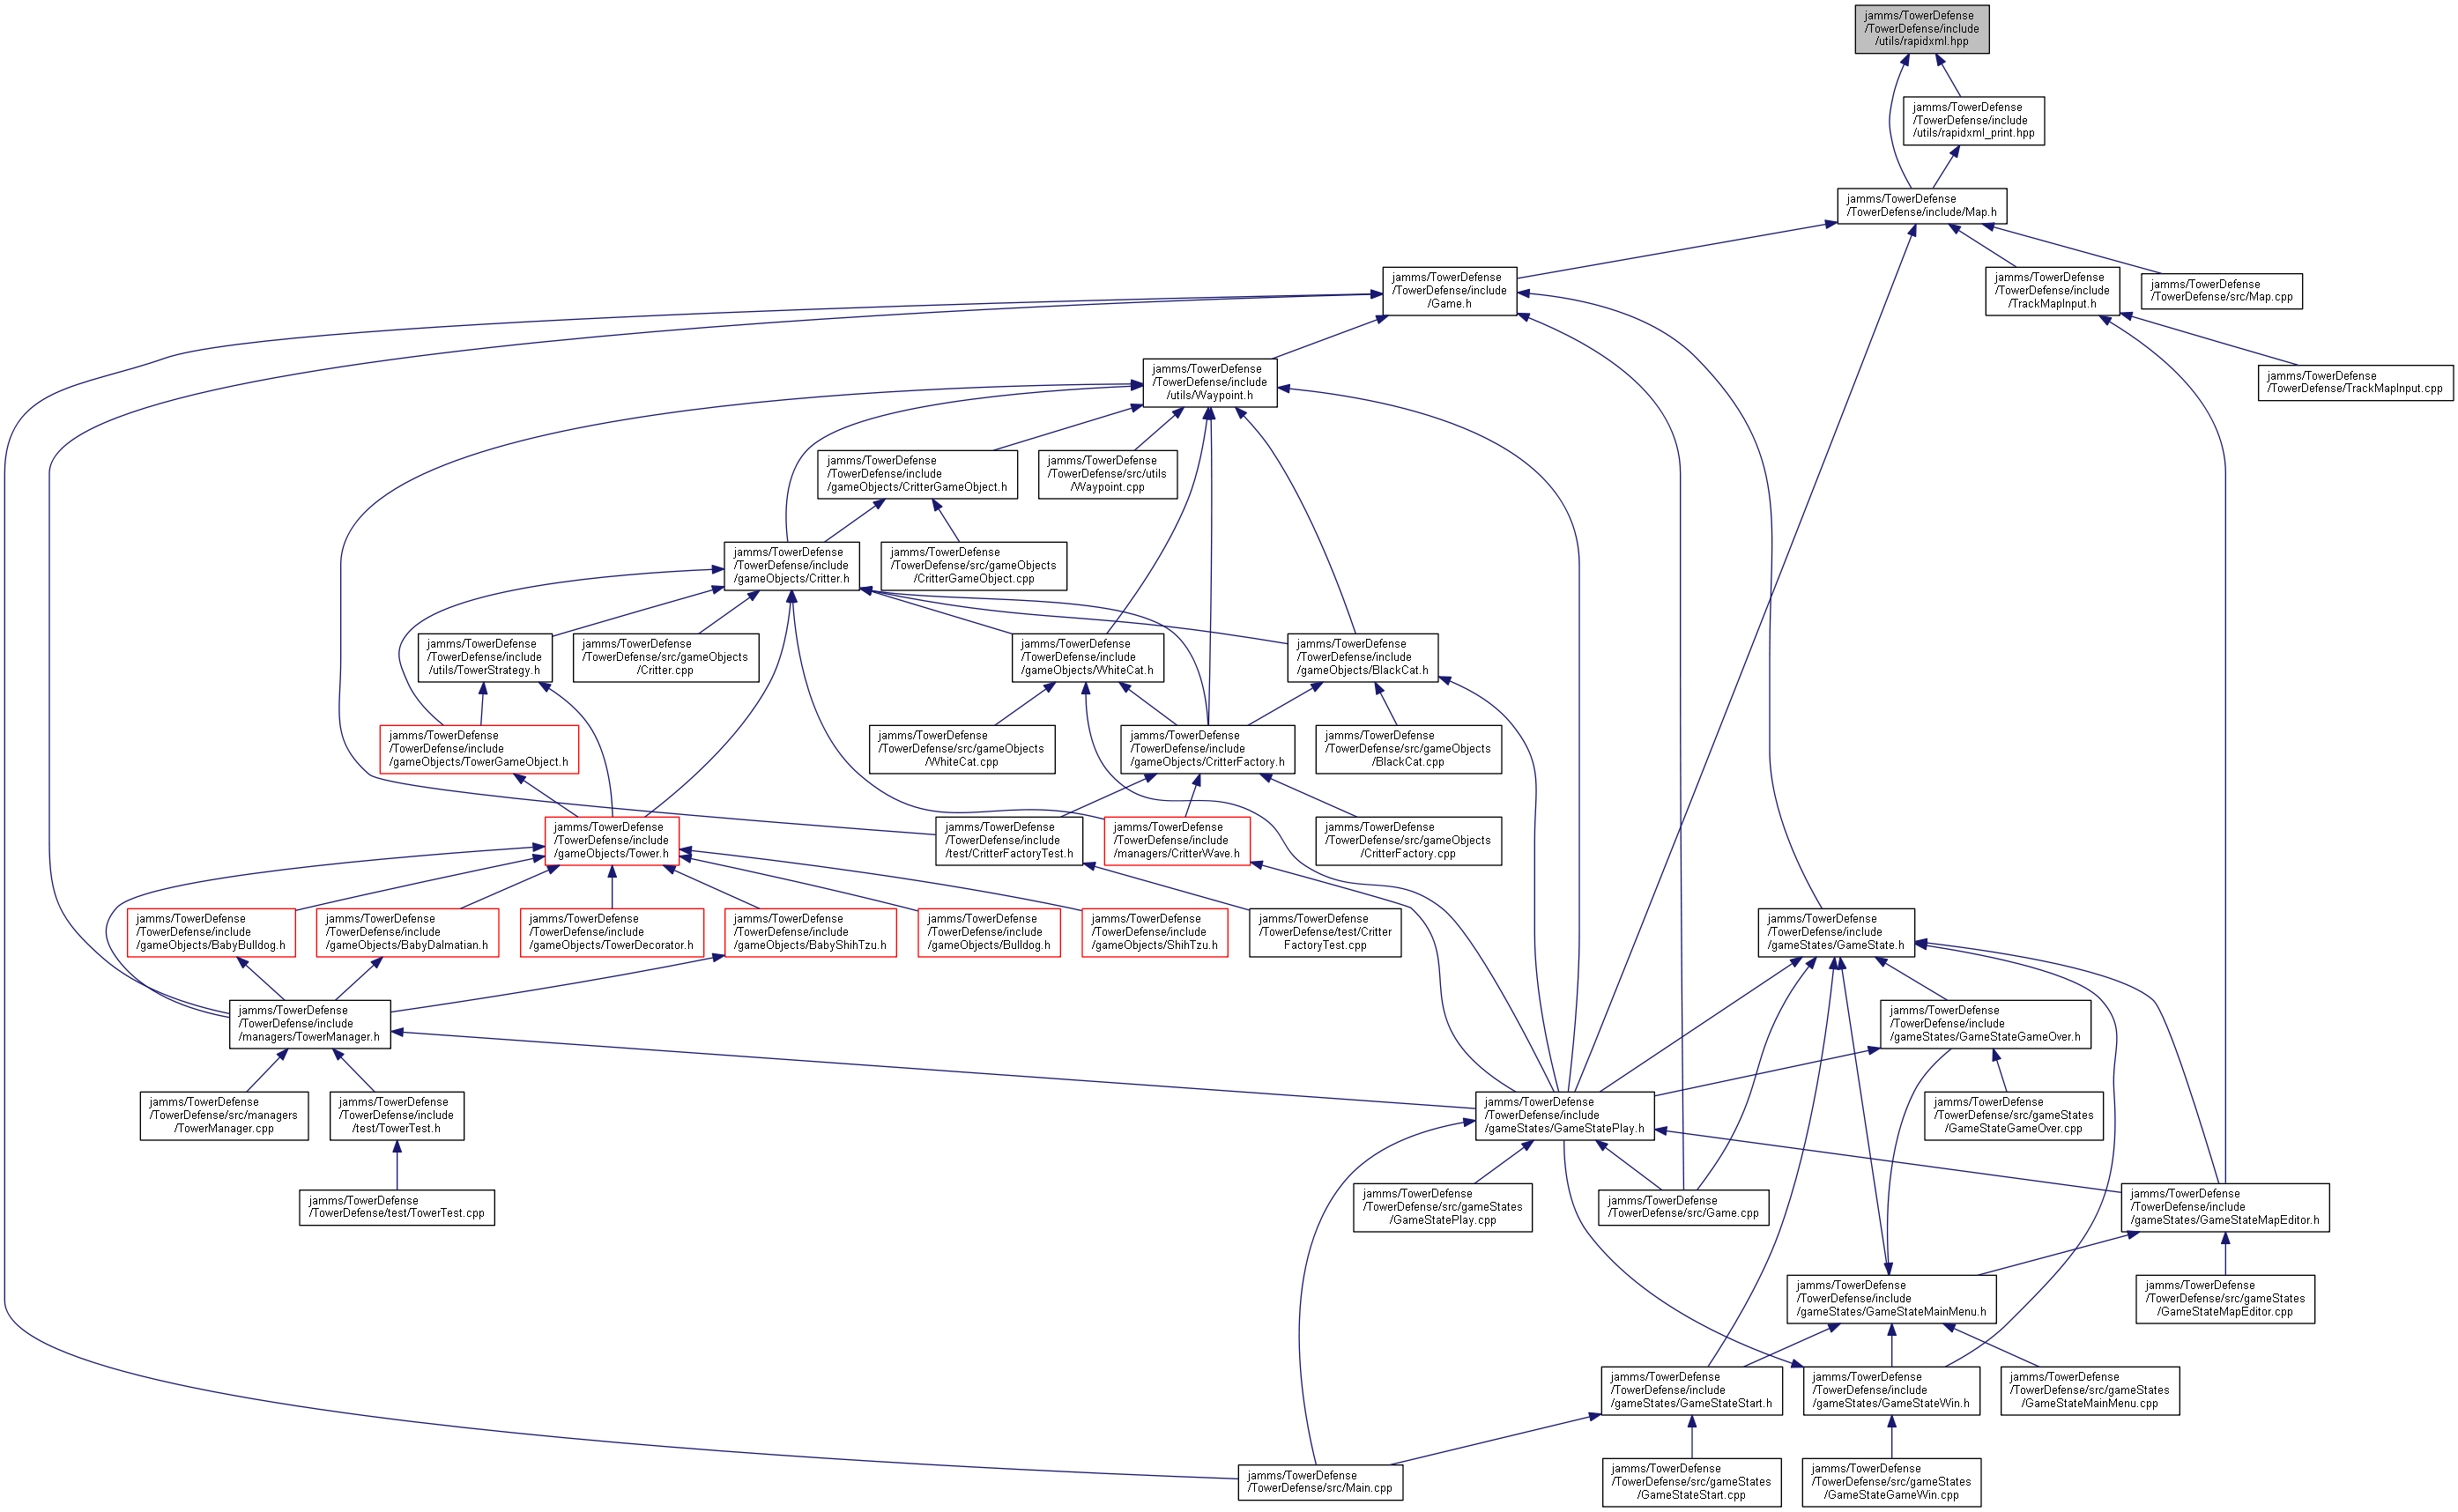 jamms/TowerDefense
/TowerDefense/include
/utils/rapidxml.hpp
jamms/TowerDefense
/TowerDefense/include
/utils/rapidxml_print.hpp
jamms/TowerDefense
/TowerDefense/include/Map.h
jamms/TowerDefense
/TowerDefense/include
/Game.h
jamms/TowerDefense
/TowerDefense/include
/TrackMapInput.h
jamms/TowerDefense
/TowerDefense/src/Map.cpp
jamms/TowerDefense
/TowerDefense/include
/utils/Waypoint.h
jamms/TowerDefense
/TowerDefense/TrackMapInput.cpp
jamms/TowerDefense
/TowerDefense/include
/gameObjects/CritterGameObject.h
jamms/TowerDefense
/TowerDefense/src/utils
/Waypoint.cpp
jamms/TowerDefense
/TowerDefense/include
/gameObjects/Critter.h
jamms/TowerDefense
/TowerDefense/src/gameObjects
/CritterGameObject.cpp
jamms/TowerDefense
/TowerDefense/include
/utils/TowerStrategy.h
jamms/TowerDefense
/TowerDefense/src/gameObjects
/Critter.cpp
jamms/TowerDefense
/TowerDefense/include
/gameObjects/WhiteCat.h
jamms/TowerDefense
/TowerDefense/include
/gameObjects/BlackCat.h
jamms/TowerDefense
/TowerDefense/include
/gameObjects/TowerGameObject.h
jamms/TowerDefense
/TowerDefense/src/gameObjects
/WhiteCat.cpp
jamms/TowerDefense
/TowerDefense/include
/gameObjects/CritterFactory.h
jamms/TowerDefense
/TowerDefense/src/gameObjects
/BlackCat.cpp
jamms/TowerDefense
/TowerDefense/include
/gameObjects/Tower.h
jamms/TowerDefense
/TowerDefense/include
/test/CritterFactoryTest.h
jamms/TowerDefense
/TowerDefense/include
/managers/CritterWave.h
jamms/TowerDefense
/TowerDefense/src/gameObjects
/CritterFactory.cpp
jamms/TowerDefense
/TowerDefense/include
/gameObjects/BabyBulldog.h
jamms/TowerDefense
/TowerDefense/include
/gameObjects/BabyDalmatian.h
jamms/TowerDefense
/TowerDefense/include
/gameObjects/TowerDecorator.h
jamms/TowerDefense
/TowerDefense/include
/gameObjects/BabyShihTzu.h
jamms/TowerDefense
/TowerDefense/include
/gameObjects/Bulldog.h
jamms/TowerDefense
/TowerDefense/include
/gameObjects/ShihTzu.h
jamms/TowerDefense
/TowerDefense/test/Critter
FactoryTest.cpp
jamms/TowerDefense
/TowerDefense/include
/gameStates/GameState.h
jamms/TowerDefense
/TowerDefense/include
/managers/TowerManager.h
jamms/TowerDefense
/TowerDefense/include
/gameStates/GameStateGameOver.h
jamms/TowerDefense
/TowerDefense/src/managers
/TowerManager.cpp
jamms/TowerDefense
/TowerDefense/include
/test/TowerTest.h
jamms/TowerDefense
/TowerDefense/include
/gameStates/GameStatePlay.h
jamms/TowerDefense
/TowerDefense/src/gameStates
/GameStateGameOver.cpp
jamms/TowerDefense
/TowerDefense/test/TowerTest.cpp
jamms/TowerDefense
/TowerDefense/src/gameStates
/GameStatePlay.cpp
jamms/TowerDefense
/TowerDefense/src/Game.cpp
jamms/TowerDefense
/TowerDefense/include
/gameStates/GameStateMapEditor.h
jamms/TowerDefense
/TowerDefense/include
/gameStates/GameStateMainMenu.h
jamms/TowerDefense
/TowerDefense/src/gameStates
/GameStateMapEditor.cpp
jamms/TowerDefense
/TowerDefense/include
/gameStates/GameStateStart.h
jamms/TowerDefense
/TowerDefense/include
/gameStates/GameStateWin.h
jamms/TowerDefense
/TowerDefense/src/gameStates
/GameStateMainMenu.cpp
jamms/TowerDefense
/TowerDefense/src/Main.cpp
jamms/TowerDefense
/TowerDefense/src/gameStates
/GameStateStart.cpp
jamms/TowerDefense
/TowerDefense/src/gameStates
/GameStateGameWin.cpp